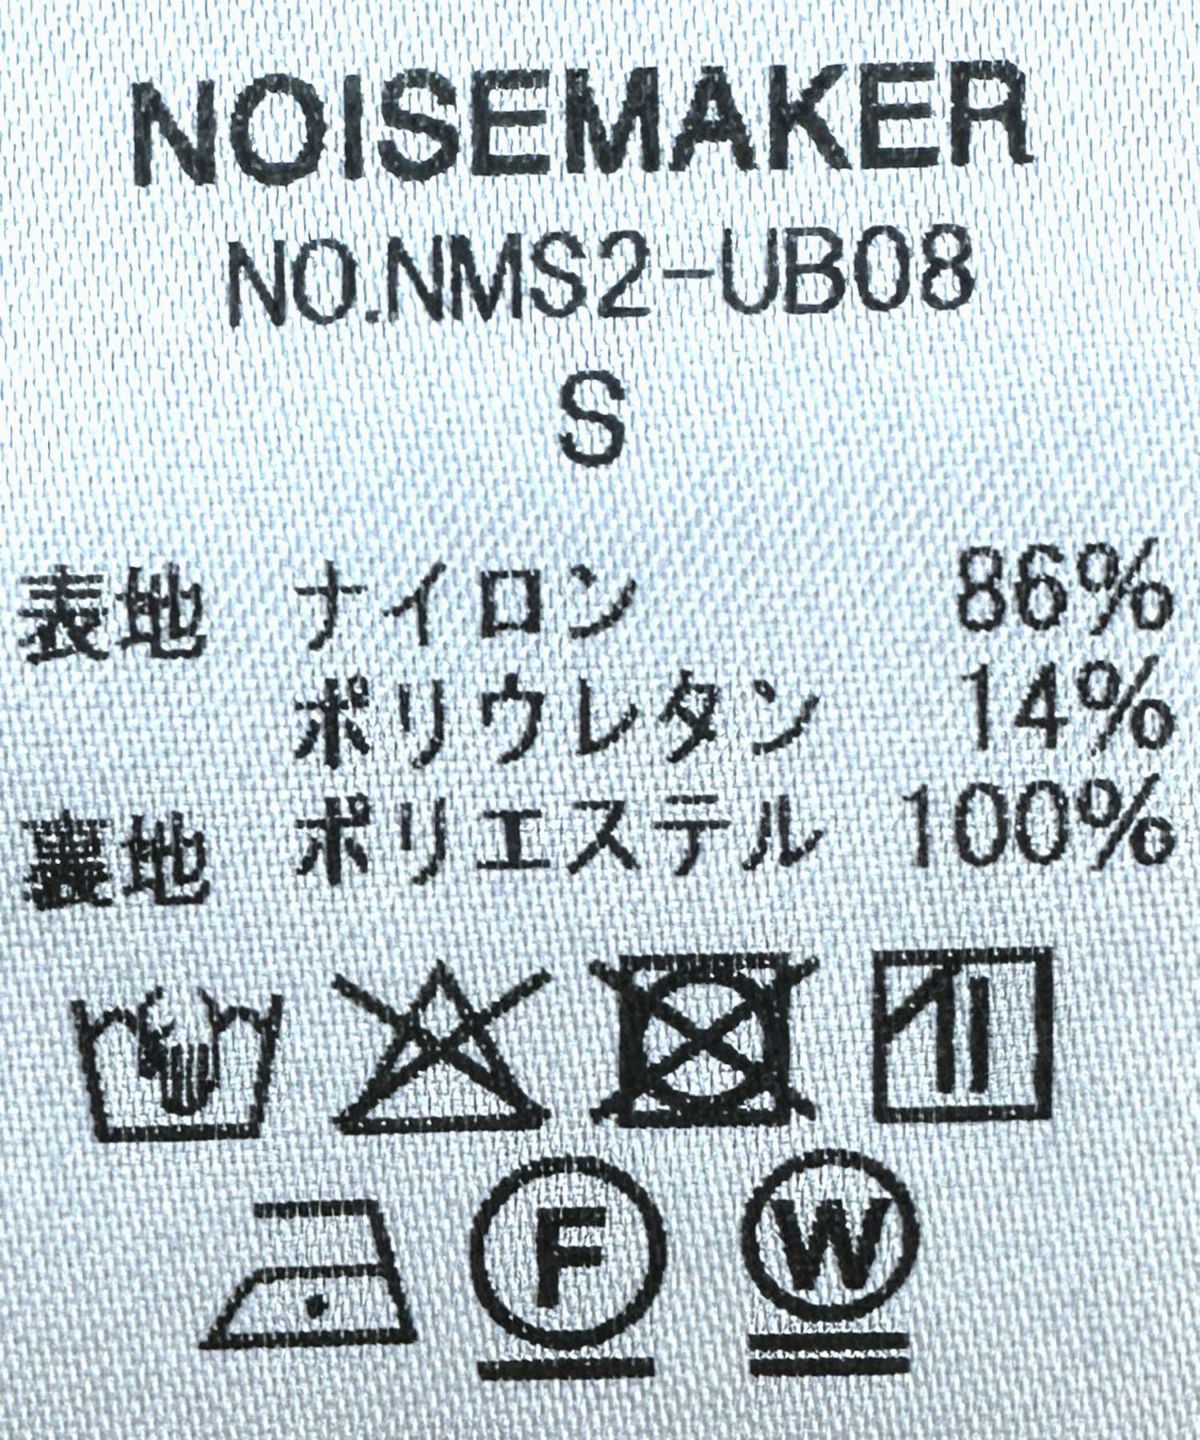 NOISEMAKER
NO.NMS2-UB08
S
表地 ナイロン 86%
ポリウレタン 14%
裏地 ポリエステル 100%
F W